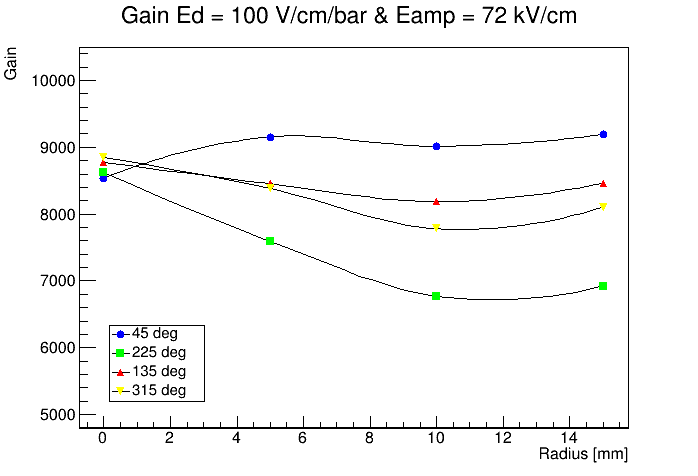 Gain Ed = 100 V/cm/bar & Eamp = 72 kV/cm
Gain
10000
9000
8000
7000
6000
5000
45 deg
225 deg
135 deg
315 deg
0 2 4 6 8 10 12 14
Radius [mm]